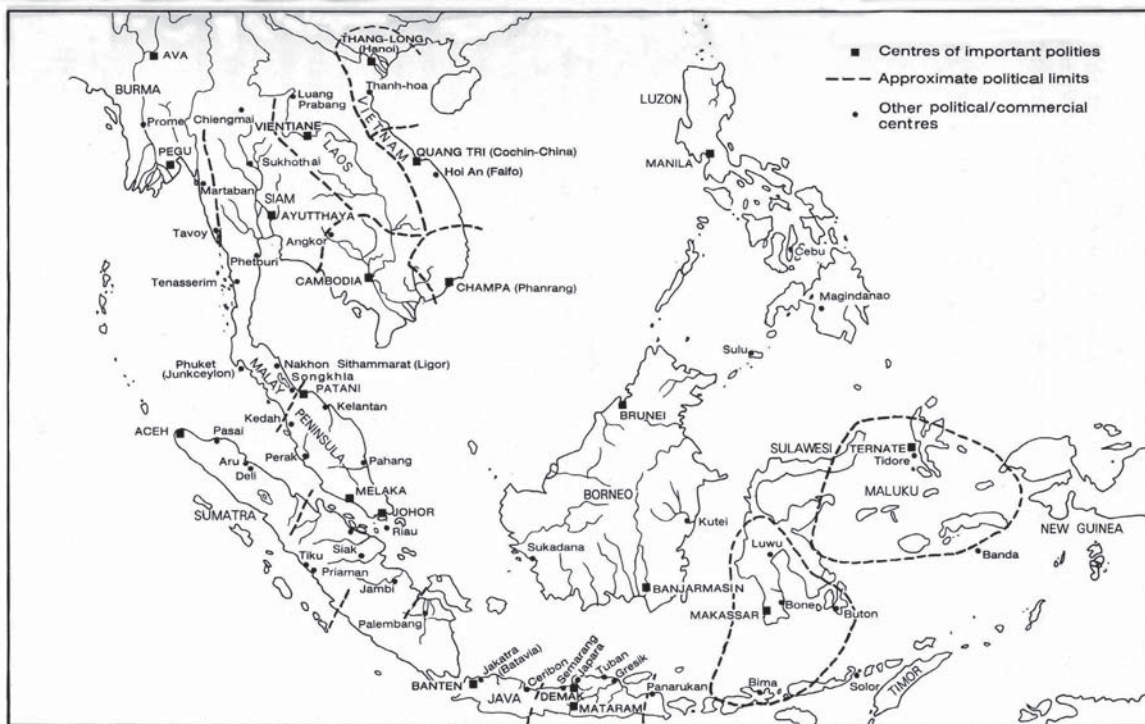 ■ Centres of important polities
--- Approximate political limits
• Other political/commercial
centres
THANG-LONG
(Hanoi)
AVA
BURMA
Thanh-hoa
Luang
Prabang
Chiengmai
Prome
VIENTIANE
VIETNAM
LAOS
PEGU
Sukhothai
QUANG TRI (Cochin-China)
Hoi An (Faifo)
Martaban
SIAM
AYUTTHAYA
Tavoy
Angkor
Phetburi
Tenasserim
CAMBODIA
CHAMPA (Phanrang)
LUZON
MANILA
Cebu
Magindanao
Sulu
Phuket
(Junkceylon)
Nakhon Sithammarat (Ligor)
Songkhla
MALAY
PENINSULA
PATANI
Kelantan
Kedah
ACEH
Pasai
Perak
Pahang
Aru
Deli
MELAKA
JOHOR
SUMATRA
Riau
Siak
Tiku
Priaman
Jambi
Palembang
BRUNEI
BORNEO
Kutei
Sukadana
BANJARMASIN
SULAWESI
TERNATE
Tidore
MALUKU
NEW GUINEA
Banda
Luwu
MAKASSAR
Bone
Buton
BANTEN
Jakatra
(Batavia)
JAVA
Ceribon
Semarang
Japara
DEMAK
Tuban
Gresik
MATARAM
Panarukan
Bima
Solor
TIMOR